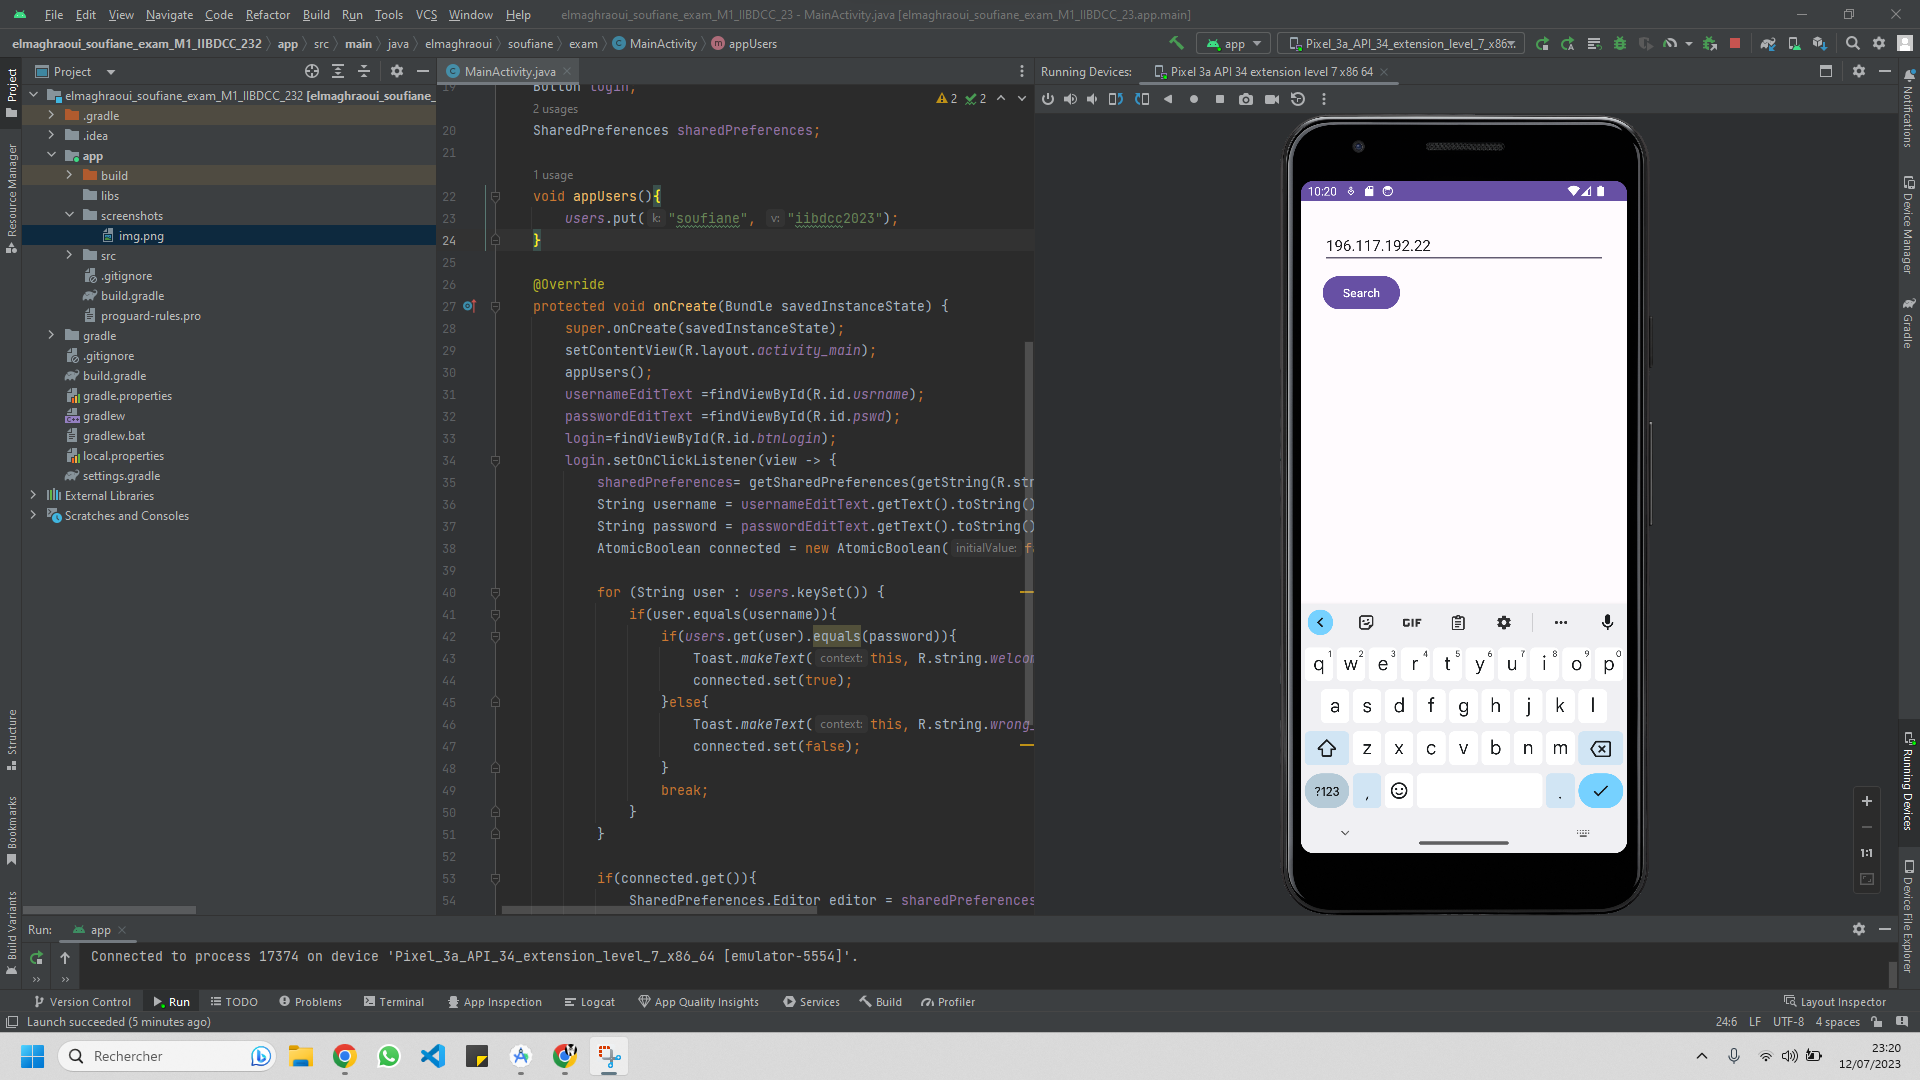 File Edit View Navigate Code Refactor Build Run Tools VCS Window Help elmaghraoui_soufiane_exam_M1_IIBDCC_23 - MainActivity.java [elmaghraoui_soufiane_exam_M1_IIBDCC_23.app.main]
elmaghraoui_soufiane_exam_M1_IIBDCC_232 app src main java elmaghraoui soufiane exam MainActivity appUsers
app Pixel_3a_API_34_extension_level_7_x86
Project
elmaghraoui_soufiane_exam_M1_IIBDCC_232 [elmaghraoui_soufiane_
.gradle
.idea
app
build
libs
screenshots
img.png
src
.gitignore
build.gradle
proguard-rules.pro
gradle
.gitignore
build.gradle
gradle.properties
gradlew
gradlew.bat
local.properties
settings.gradle
External Libraries
Scratches and Consoles
Project
Resource Manager
Structure
Bookmarks
Build Variants
MainActivity.java
2 2
19 Button login;
2 usages
20 SharedPreferences sharedPreferences;
21
1 usage
22 void appUsers(){
23 users.put( k: "soufiane", v: "iibdcc2023");
24 }
25
26 @Override
27 protected void onCreate(Bundle savedInstanceState) {
28 super.onCreate(savedInstanceState);
29 setContentView(R.layout.activity_main);
30 appUsers();
31 usernameEditText =findViewById(R.id.usrname);
32 passwordEditText =findViewById(R.id.pswd);
33 login=findViewById(R.id.btnLogin);
34 login.setOnClickListener(view -> {
35 sharedPreferences= getSharedPreferences(getString(R.str
36 String username = usernameEditText.getText().toString()
37 String password = passwordEditText.getText().toString()
38 AtomicBoolean connected = new AtomicBoolean( initialValue: f
39
40 for (String user : users.keySet()) {
41 if(user.equals(username)){
42 if(users.get(user).equals(password)){
43 Toast.makeText( context: this, R.string.welcom
44 connected.set(true);
45 }else{
46 Toast.makeText( context: this, R.string.wrong_
47 connected.set(false);
48 }
49 break;
50 }
51 }
52
53 if(connected.get()){
54 SharedPreferences.Editor editor = sharedPreferences
Running Devices: Pixel 3a API 34 extension level 7 x86 64
10:20
196.117.192.22
Search
GIF
q1 w2 e3 r4 t5 y6 u7 i8 o9 p0
a s d f g h j k l
z x c v b n m
?123 , .
1:1
Notifications
Device Manager
Gradle
Running Devices
Device File Explorer
Run: app
Connected to process 17374 on device 'Pixel_3a_API_34_extension_level_7_x86_64 [emulator-5554]'.
Version Control Run TODO Problems Terminal App Inspection Logcat App Quality Insights Services Build Profiler Layout Inspector
Launch succeeded (5 minutes ago) 24:6 LF UTF-8 4 spaces
Rechercher
23:20
12/07/2023